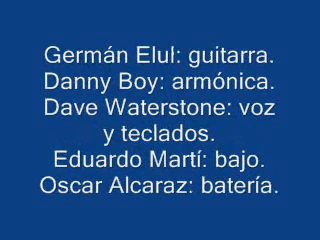 Germán Elul: guitarra.
Danny Boy: armónica.
Dave Waterstone: voz
y teclados.
Eduardo Martí: bajo.
Oscar Alcaraz: batería.